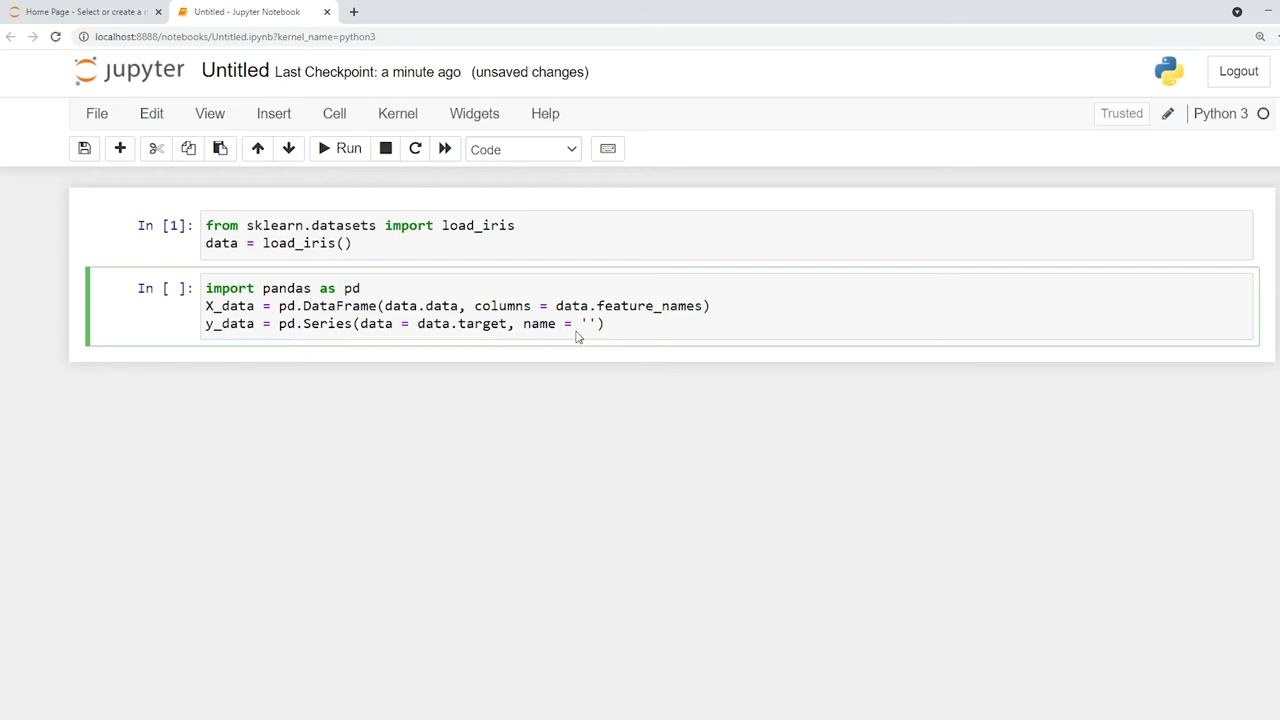 Home Page - Select or create a n
Untitled - Jupyter Notebook
localhost:8888/notebooks/Untitled.ipynb?kernel_name=python3
jupyter Untitled Last Checkpoint: a minute ago (unsaved changes)
Logout
File Edit View Insert Cell Kernel Widgets Help
Trusted Python 3
Run Code
In [1]: from sklearn.datasets import load_iris
data = load_iris()
In [ ]: import pandas as pd
X_data = pd.DataFrame(data.data, columns = data.feature_names)
y_data = pd.Series(data = data.target, name = '')